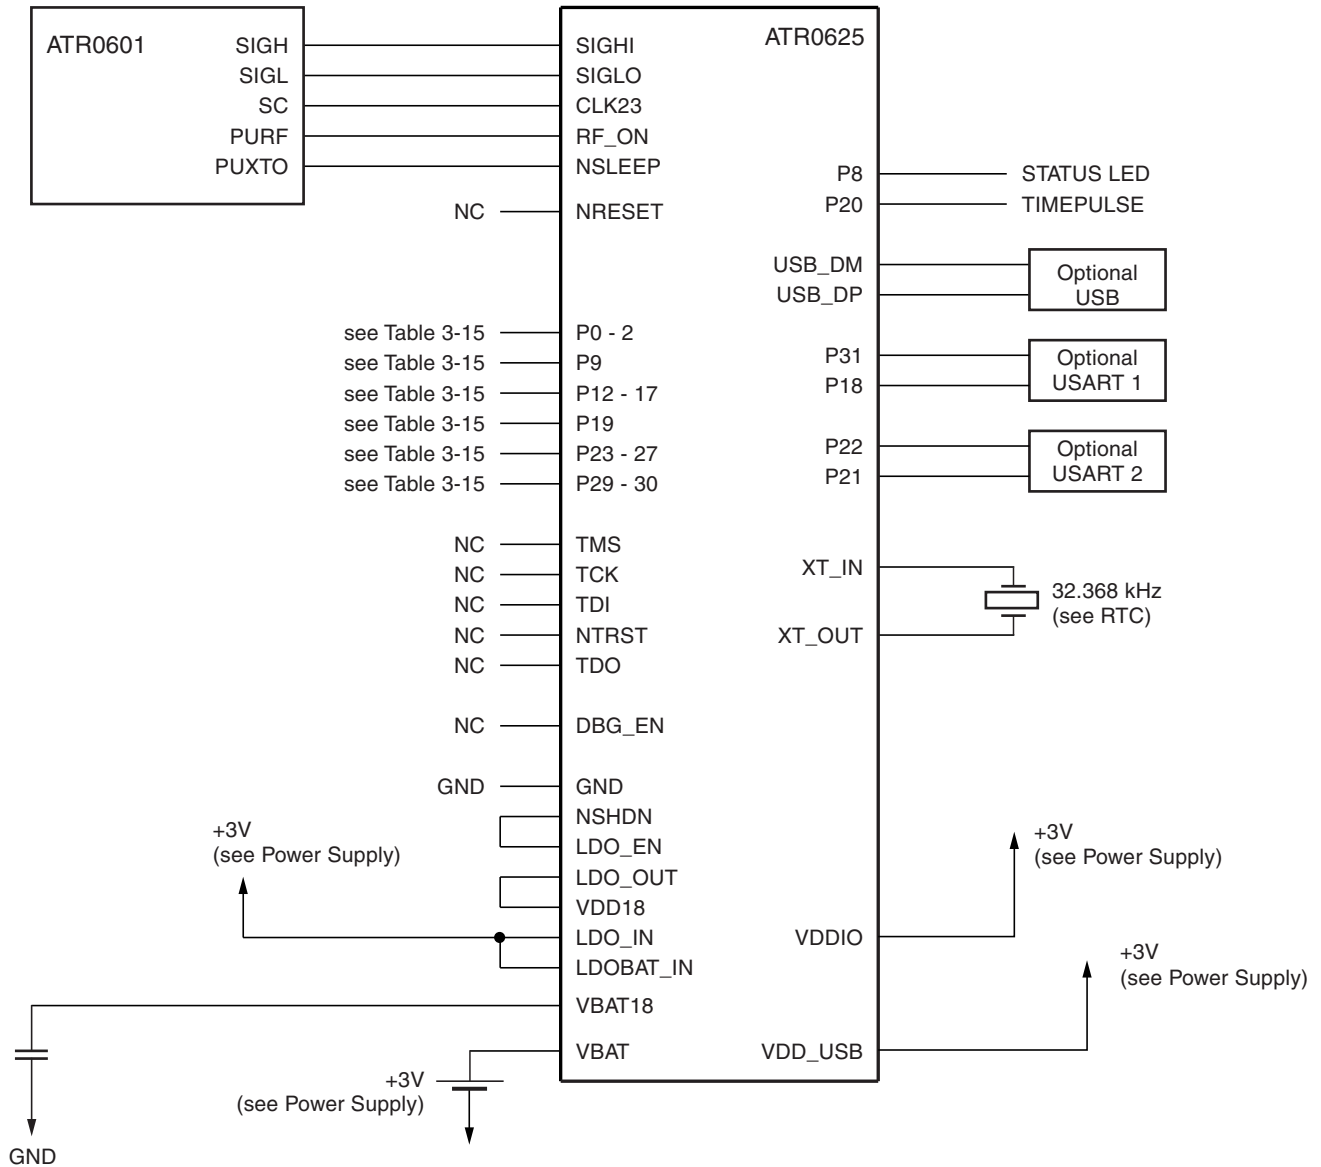 ATR0601
SIGH
SIGL
SC
PURF
PUXTO
ATR0625
SIGHI
SIGLO
CLK23
RF_ON
NSLEEP
NC NRESET
see Table 3-15 P0 - 2
see Table 3-15 P9
see Table 3-15 P12 - 17
see Table 3-15 P19
see Table 3-15 P23 - 27
see Table 3-15 P29 - 30
NC TMS
NC TCK
NC TDI
NC NTRST
NC TDO
NC DBG_EN
GND GND
NSHDN
LDO_EN
LDO_OUT
VDD18
LDO_IN
LDOBAT_IN
VBAT18
VBAT
+3V
(see Power Supply)
+3V
(see Power Supply)
GND
P8 STATUS LED
P20 TIMEPULSE
USB_DM
USB_DP
Optional
USB
P31
P18
Optional
USART 1
P22
P21
Optional
USART 2
XT_IN
XT_OUT
32.368 kHz
(see RTC)
VDDIO
+3V
(see Power Supply)
VDD_USB
+3V
(see Power Supply)